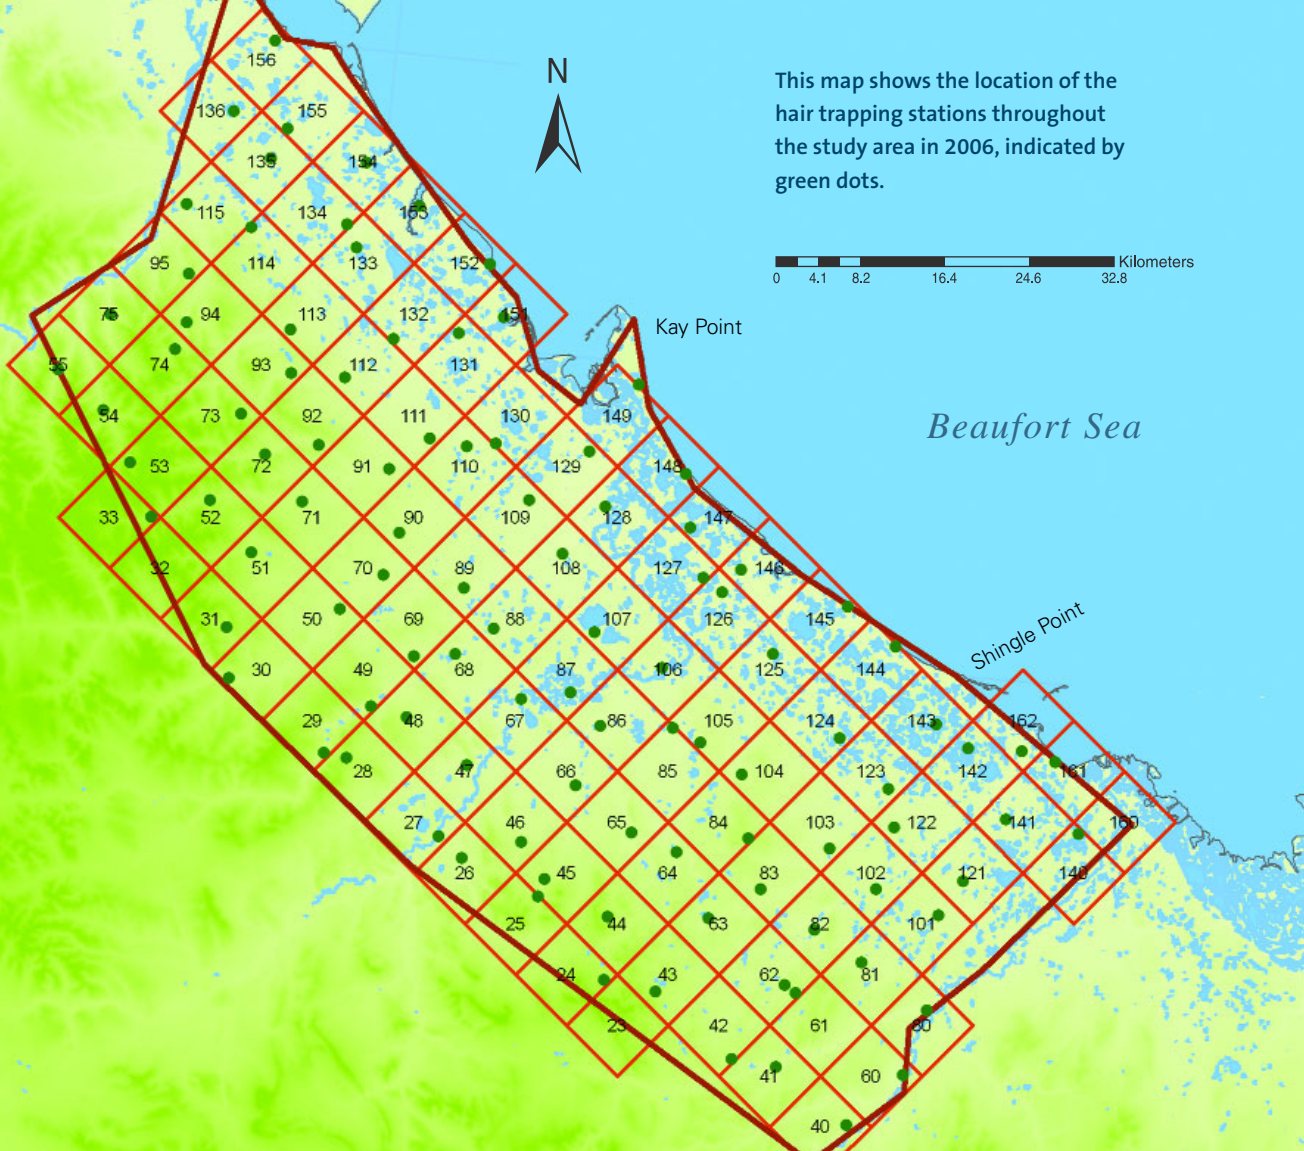 N
This map shows the location of the
hair trapping stations throughout
the study area in 2006, indicated by
green dots.
Kilometers
0 4.1 8.2 16.4 24.6 32.8
Kay Point
Beaufort Sea
Shingle Point
156
136 155
135 154
115 134 153
95 114 133 152
75 94 113 132 151
55 74 93 112 131
54 73 92 111 130 149
53 72 91 110 129 148
33 52 71 90 109 128 147
32 51 70 89 108 127 146
31 50 69 88 107 126 145
30 49 68 87 106 125 144
29 48 67 86 105 124 143 162
28 47 66 85 104 123 142 161
27 46 65 84 103 122 141 160
26 45 64 83 102 121 140
25 44 63 82 101
24 43 62 81
23 42 61 80
41 60
40